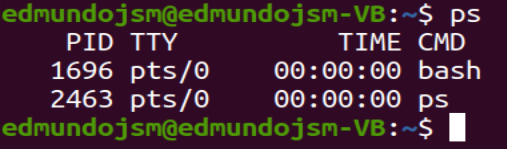 edmundojsm@edmundojsm-VB:~$ ps
    PID TTY          TIME CMD
   1696 pts/0    00:00:00 bash
   2463 pts/0    00:00:00 ps
edmundojsm@edmundojsm-VB:~$